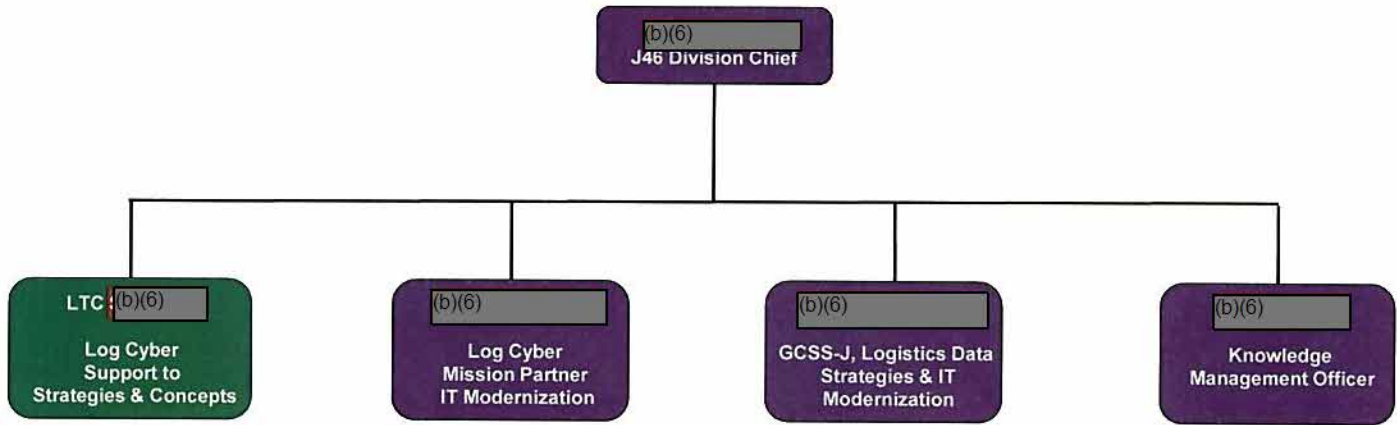 (b)(6)
J46 Division Chief
LTC (b)(6)
Log Cyber
Support to
Strategies & Concepts
(b)(6)
Log Cyber
Mission Partner
IT Modernization
(b)(6)
GCSS-J, Logistics Data
Strategies & IT
Modernization
(b)(6)
Knowledge
Management Officer